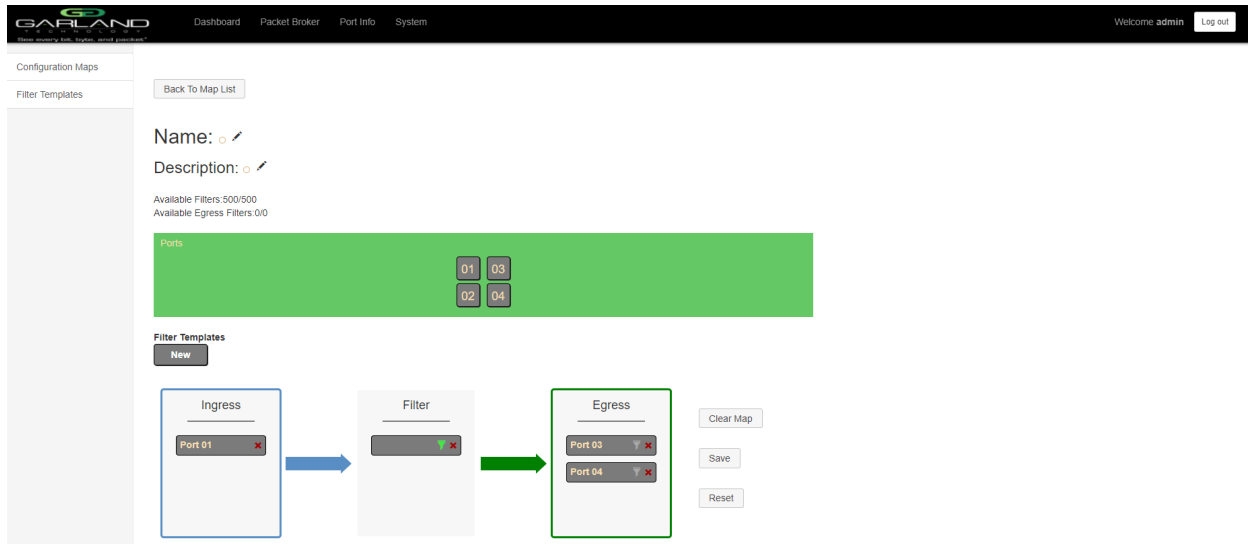 GARLAND
TECHNOLOGY
See every bit, byte, and packet®
Dashboard Packet Broker Port Info System
Welcome admin Log out
Configuration Maps
Filter Templates
Back To Map List
Name:
Description:
Available Filters:500/500
Available Egress Filters:0/0
Ports
01 03
02 04
Filter Templates
New
Ingress Filter Egress
Port 01 Port 03
Port 04
Clear Map
Save
Reset